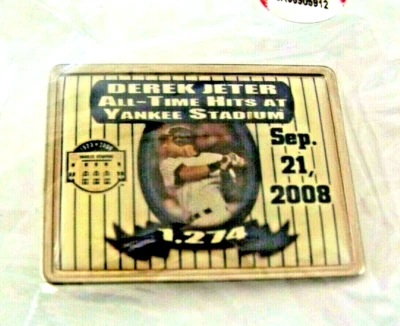 DEREK JETER
ALL-TIME HITS AT
YANKEE STADIUM
Sep.
21,
2008
1,274